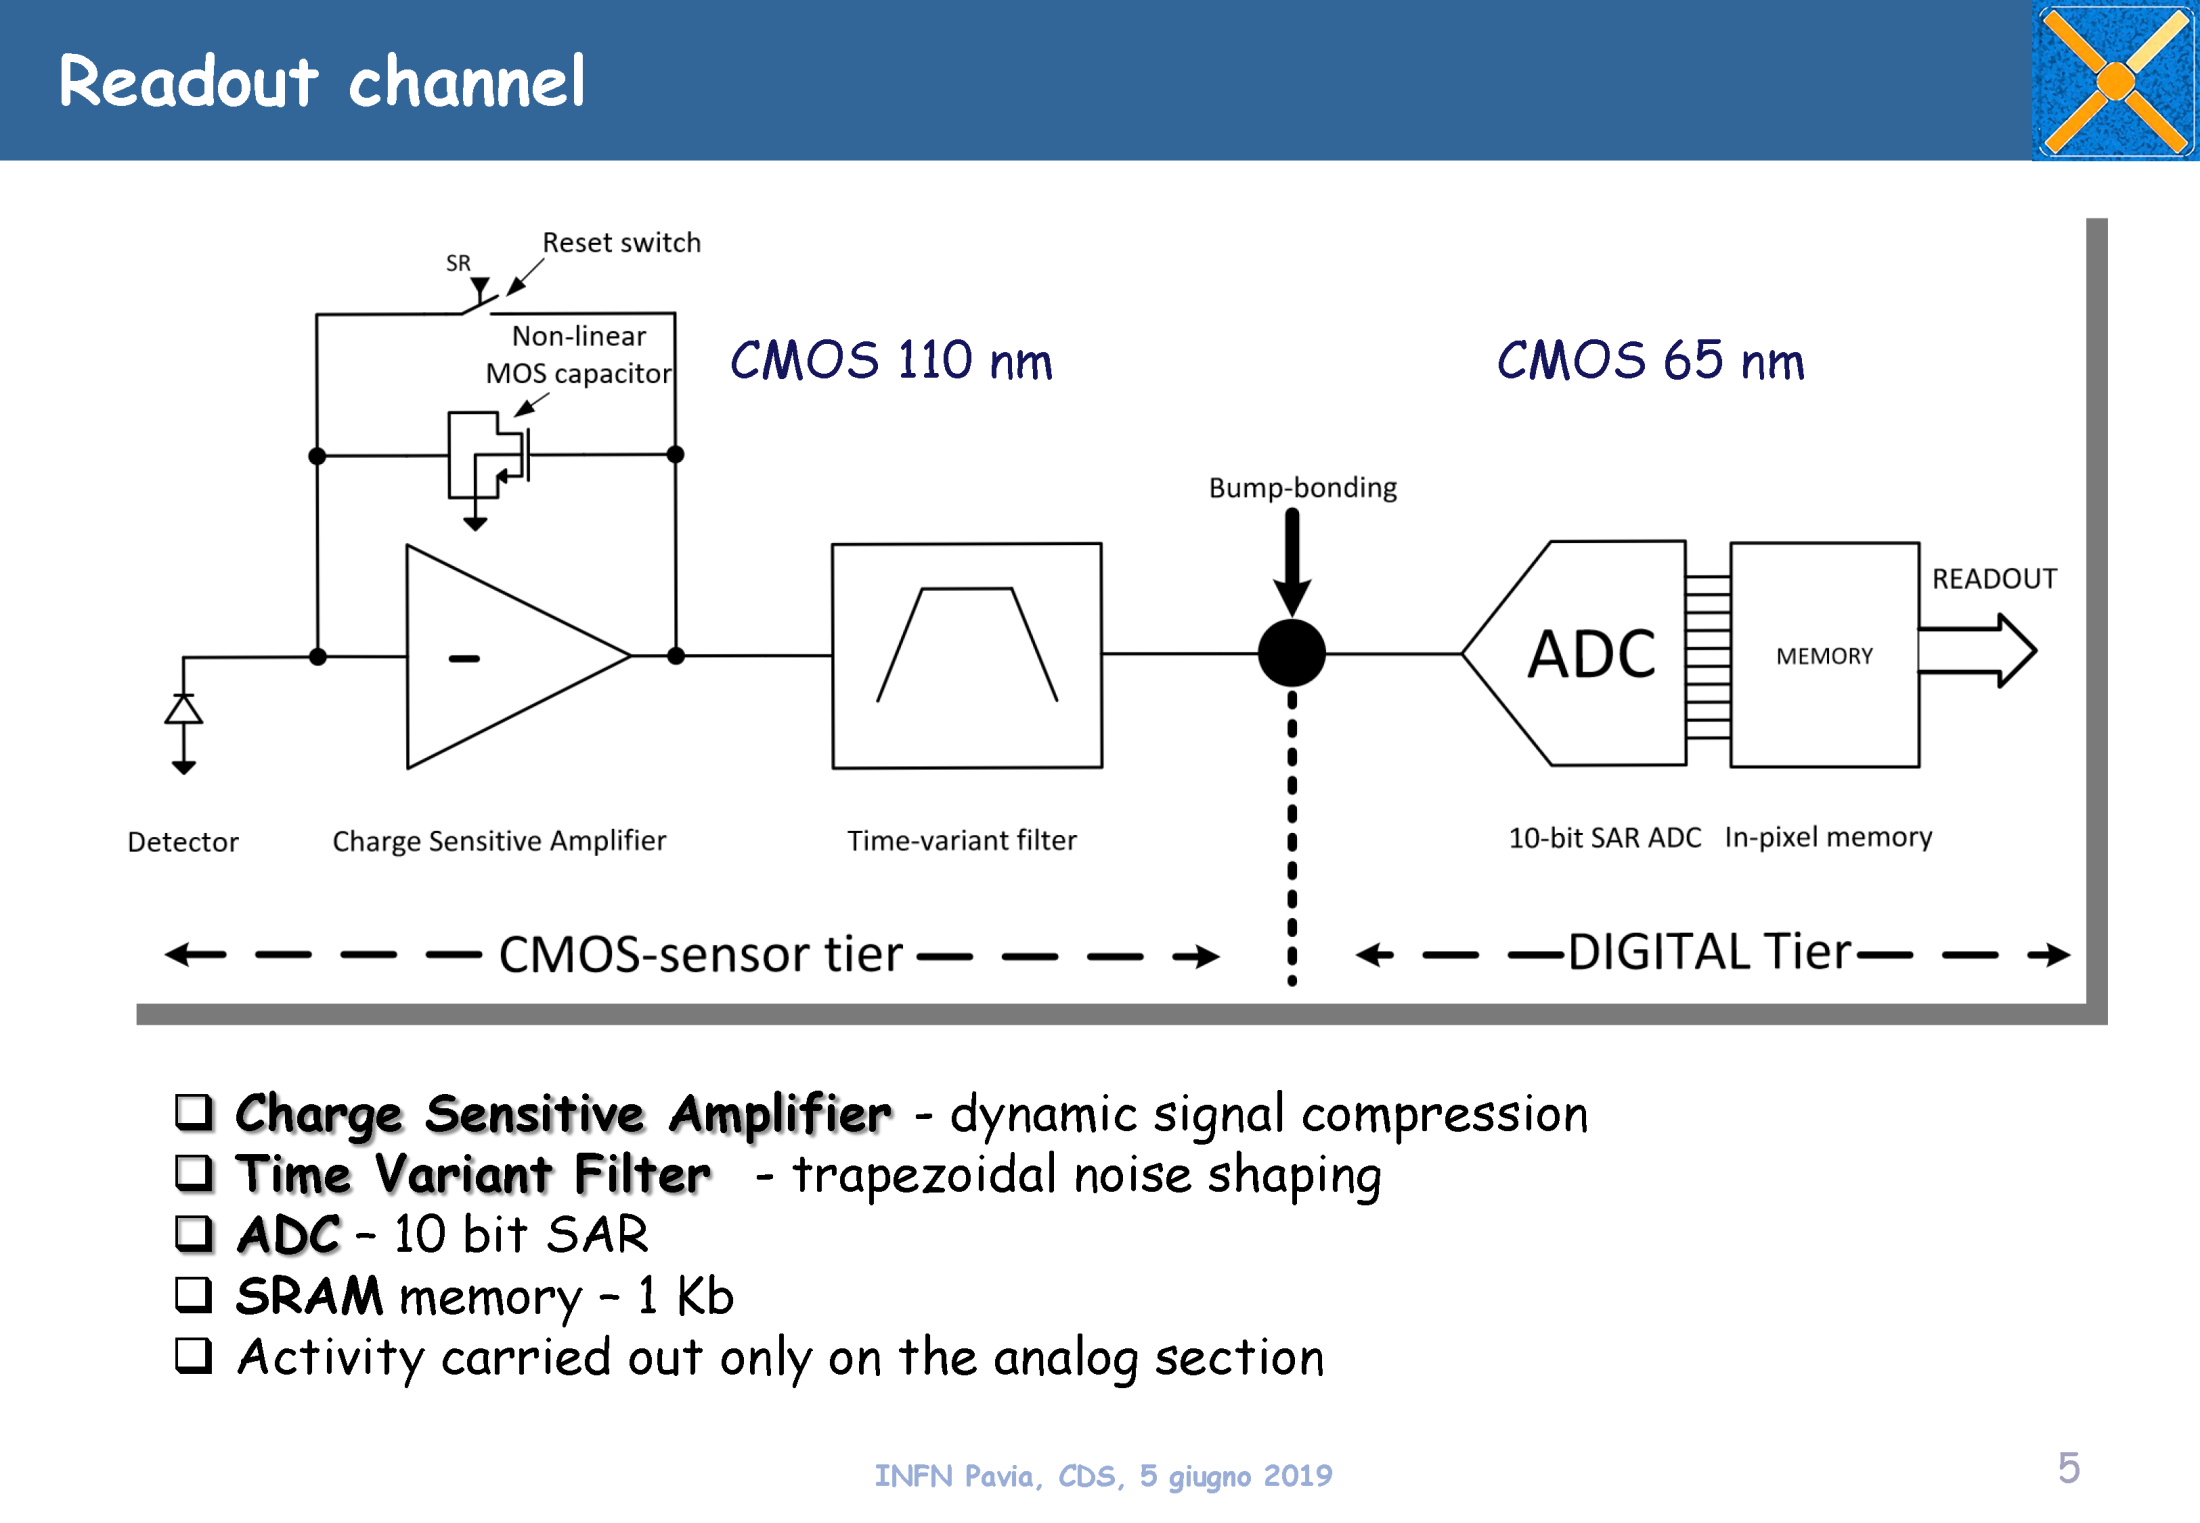 Readout channel
Reset switch
SR
Non-linear
MOS capacitor
CMOS 110 nm
CMOS 65 nm
Bump-bonding
READOUT
-
ADC
MEMORY
Detector
Charge Sensitive Amplifier
Time-variant filter
10-bit SAR ADC
In-pixel memory
CMOS-sensor tier
DIGITAL Tier
Charge Sensitive Amplifier - dynamic signal compression
Time Variant Filter - trapezoidal noise shaping
ADC – 10 bit SAR
SRAM memory – 1 Kb
Activity carried out only on the analog section
INFN Pavia, CDS, 5 giugno 2019
5